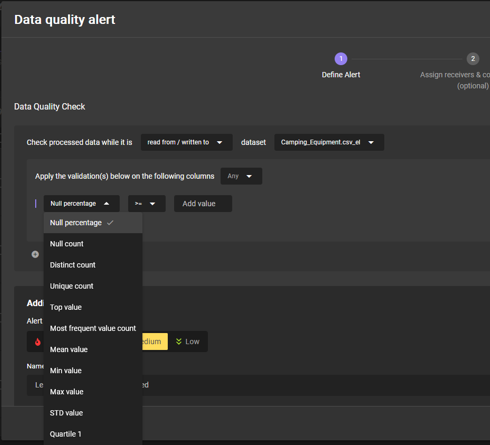 Data quality alert
1
2
Define Alert
Assign receivers & co
(optional)
Data Quality Check
Check processed data while it is read from / written to dataset Camping_Equipment.csv_el
Apply the validation(s) below on the following columns Any
Null percentage >= Add value
Null percentage
Null count
Distinct count
Unique count
Top value
Most frequent value count
Mean value
Min value
Max value
STD value
Quartile 1
Addi
Alert
edium Low
Name
Le ed